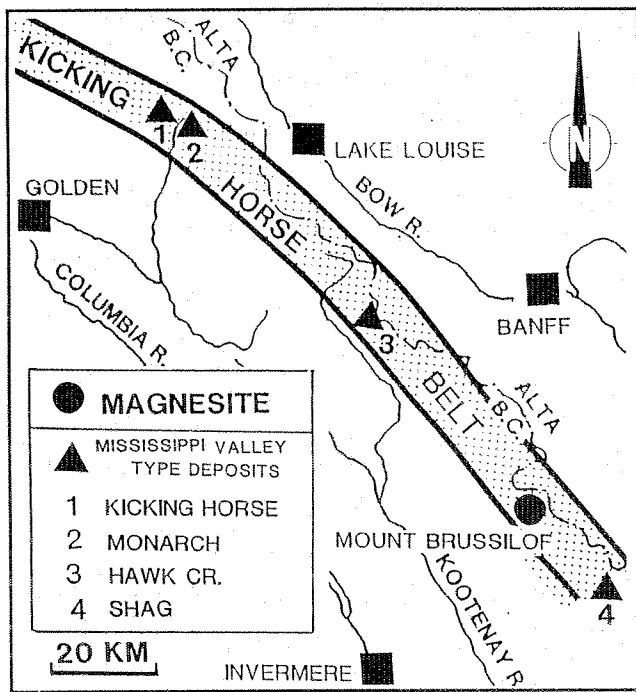 KICKING
HORSE
BELT
ALTA
B.C.
1
2
LAKE LOUISE
N
GOLDEN
BOW R.
COLUMBIA R.
BANFF
3
ALTA
B.C.
MOUNT BRUSSILOF
4
KOOTENAY R.
INVERMERE
MAGNESITE
MISSISSIPPI VALLEY
TYPE DEPOSITS
1 KICKING HORSE
2 MONARCH
3 HAWK CR.
4 SHAG
20 KM